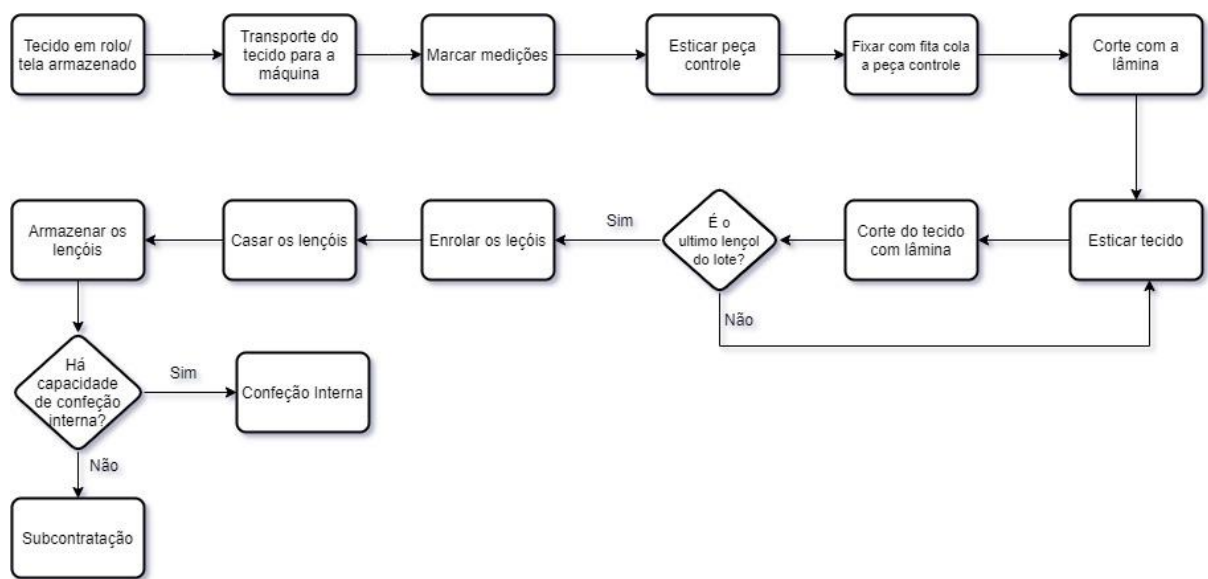 Tecido em rolo/
tela armazenado
Transporte do
tecido para a
máquina
Marcar medições
Esticar peça
controle
Fixar com fita cola
a peça controle
Corte com a
lâmina
Esticar tecido
Corte do tecido
com lâmina
É o
ultimo lençol
do lote?
Sim
Não
Enrolar os leçóis
Casar os lençóis
Armazenar os
lençóis
Há
capacidade
de confeção
interna?
Sim
Confeção Interna
Não
Subcontratação